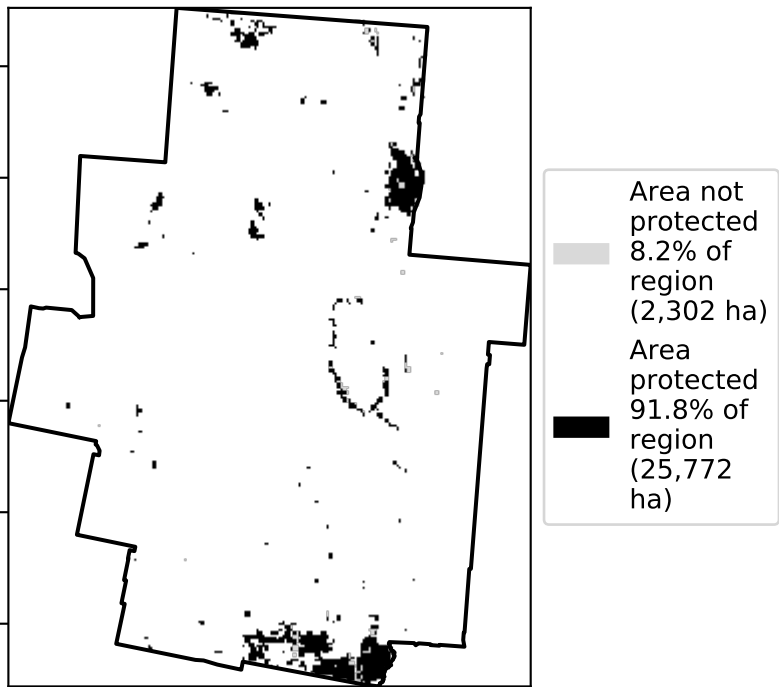 Area not
protected
8.2% of
region
(2,302 ha)
Area
protected
91.8% of
region
(25,772
ha)